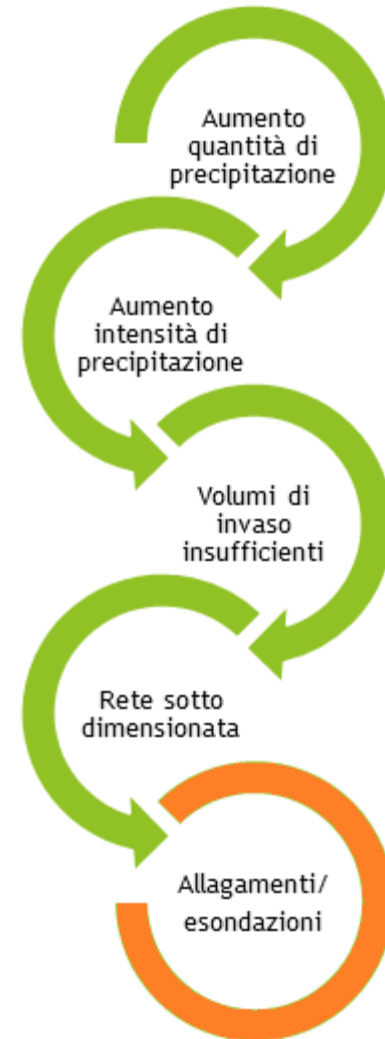 Aumento
quantità di
precipitazione
Aumento
intensità di
precipitazione
Volumi di
invaso
insufficienti
Rete sotto
dimensionata
Allagamenti/
esondazioni